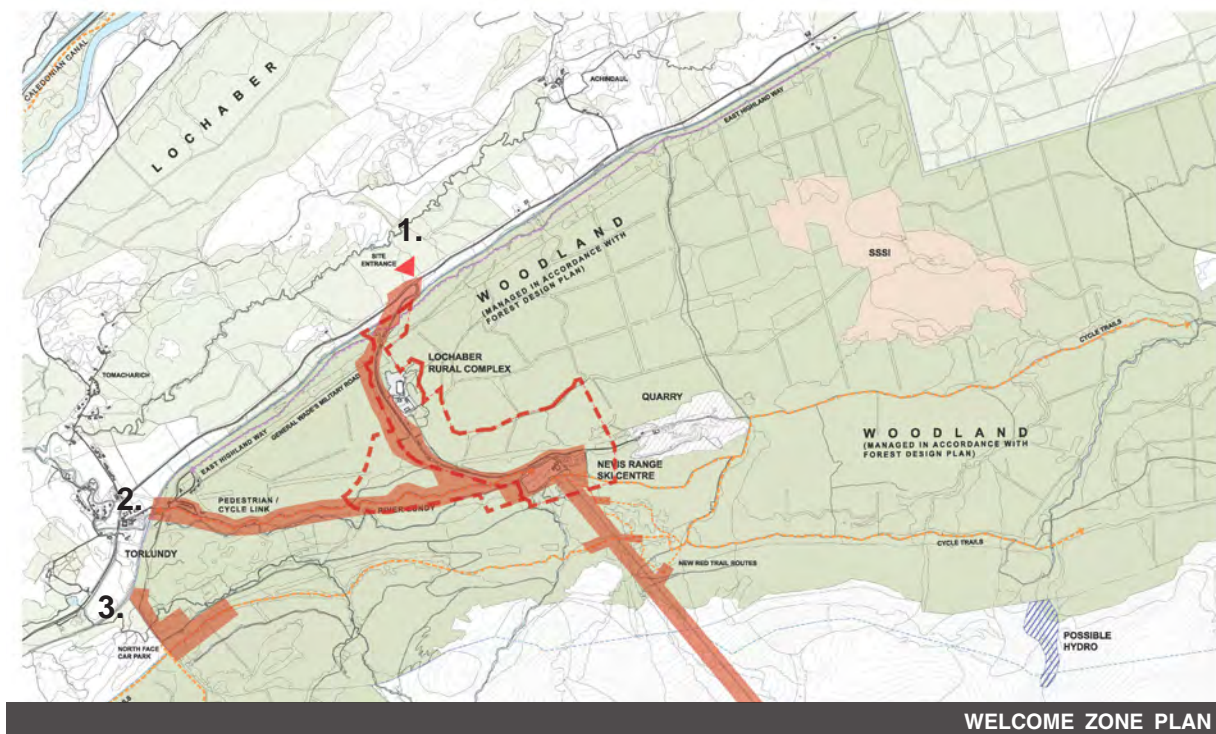 CALEDONIAN CANAL
LOCHABER
ACHINDAUL
EAST HIGHLAND WAY
1.
SITE
ENTRANCE
WOODLAND
(MANAGED IN ACCORDANCE WITH
FOREST DESIGN PLAN)
SSSI
CYCLE TRAILS
TOMACHARICH
LOCHABER
RURAL COMPLEX
GENERAL WADE'S MILITARY ROAD
EAST HIGHLAND WAY
QUARRY
WOODLAND
(MANAGED IN ACCORDANCE WITH
FOREST DESIGN PLAN)
NEVIS RANGE
SKI CENTRE
2.
PEDESTRIAN /
CYCLE LINK
RIVER LUNDY
TORLUNDY
CYCLE TRAILS
NEW RED TRAIL ROUTES
3.
NORTH FACE
CAR PARK
POSSIBLE
HYDRO
WELCOME ZONE PLAN